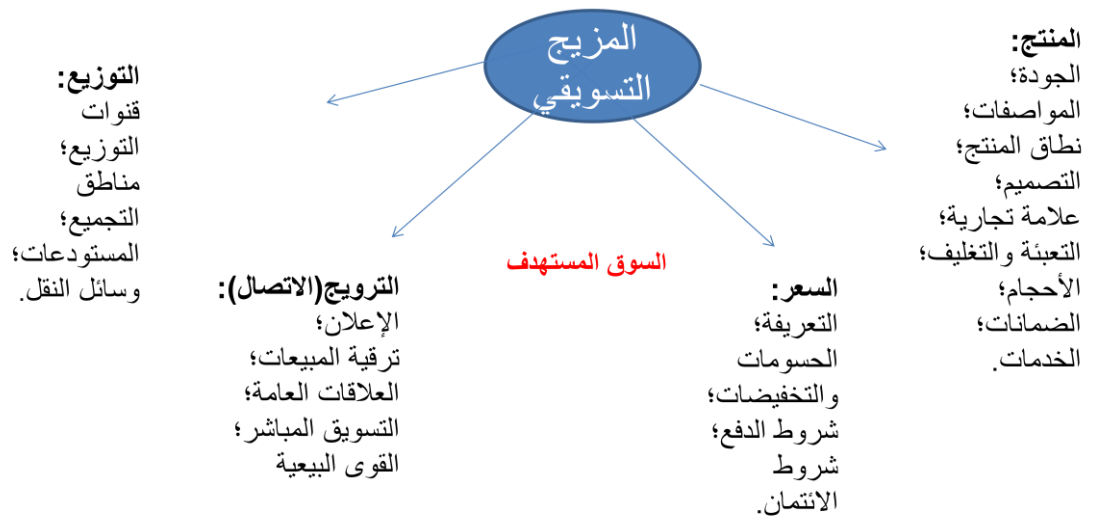 المزيج
التسويقي
المنتج:
الجودة؛
المواصفات؛
نطاق المنتج؛
التصميم؛
علامة تجارية؛
التعبئة والتغليف؛
الأحجام؛
الضمانات؛
الخدمات.
السعر:
التعريفة؛
الحسومات
والتخفيضات؛
شروط الدفع؛
شروط
الائتمان.
السوق المستهدف
الترويج(الاتصال):
الإعلان؛
ترقية المبيعات؛
العلاقات العامة؛
التسويق المباشر؛
القوى البيعية
التوزيع:
قنوات
التوزيع؛
مناطق
التجميع؛
المستودعات؛
وسائل النقل.